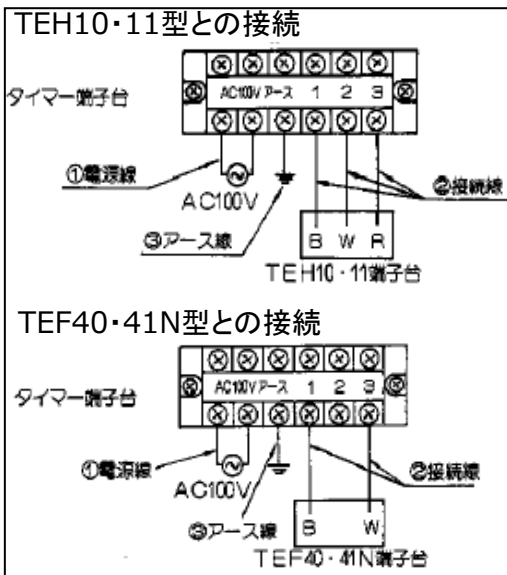 TEH10・11型との接続
タイマー端子台
AC100V アース 1 2 3
①電源線
AC100V
②接続線
③アース線
B W R
TEH10・11端子台
TEF40・41N型との接続
タイマー端子台
AC100V アース 1 2 3
①電源線
AC100V
②接続線
③アース線
B W
TEF40・41N端子台